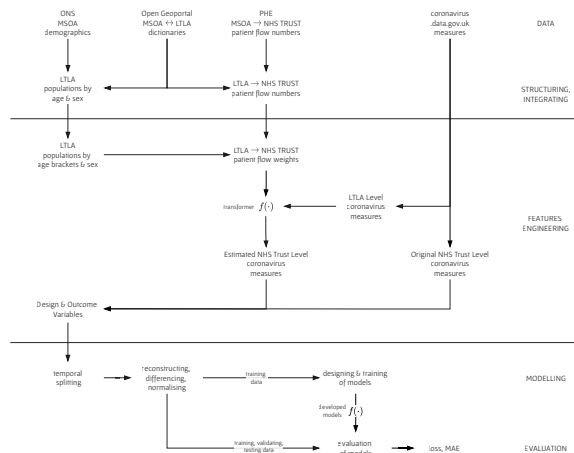 ONS
MSOA
demographics
Open Geoportal
MSOA ↔ LTLA
dictionaries
PHE
MSOA → NHS TRUST
patient flow numbers
coronavirus
.data.gov.uk
measures
DATA
LTLA
populations by
age & sex
LTLA → NHS TRUST
patient flow numbers
STRUCTURING,
INTEGRATING
LTLA
populations by
age brackets & sex
LTLA → NHS TRUST
patient flow weights
transformer f(·)
LTLA Level
coronavirus
measures
FEATURES
ENGINEERING
Estimated NHS Trust Level
coronavirus
measures
Original NHS Trust Level
coronavirus
measures
Design & Outcome
Variables
temporal
splitting
reconstructing,
differencing,
normalising
training
data
designing & training
of models
MODELLING
developed
models f(·)
training, validating,
testing data
evaluation
of models
loss, MAE
EVALUATION